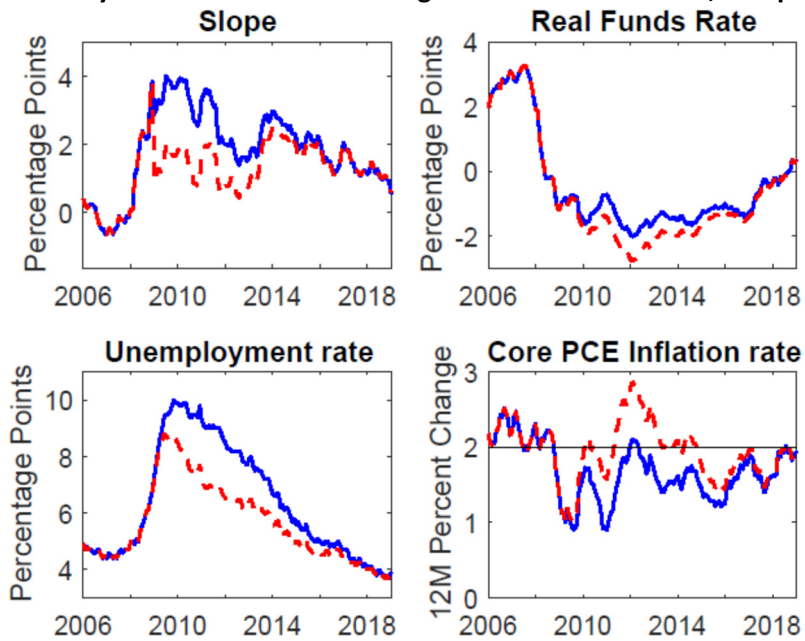 Slope
Percentage Points
4
2
0
2006 2010 2014 2018
Real Funds Rate
Percentage Points
4
2
0
-2
2006 2010 2014 2018
Unemployment rate
Percentage Points
10
8
6
4
2006 2010 2014 2018
Core PCE Inflation rate
12M Percent Change
3
2
1
0
2006 2010 2014 2018